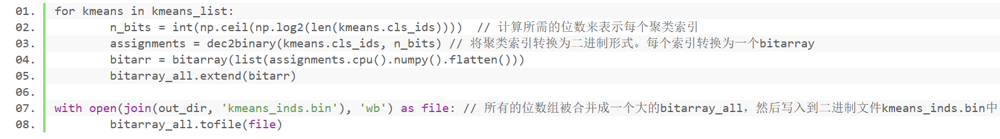 01. for kmeans in kmeans_list:
02.         n_bits = int(np.ceil(np.log2(len(kmeans.cls_ids))))  // 计算所需的位数来表示每个聚类索引
03.         assignments = dec2binary(kmeans.cls_ids, n_bits) // 将聚类索引转换为二进制形式。每个索引转换为一个bitarray
04.         bitarr = bitarray(list(assignments.cpu().numpy().flatten()))
05.         bitarray_all.extend(bitarr)
06.
07. with open(join(out_dir, 'kmeans_inds.bin'), 'wb') as file: // 所有的位数组被合并成一个大的bitarray_all，然后写入到二进制文件kmeans_inds.bin中
08.         bitarray_all.tofile(file)